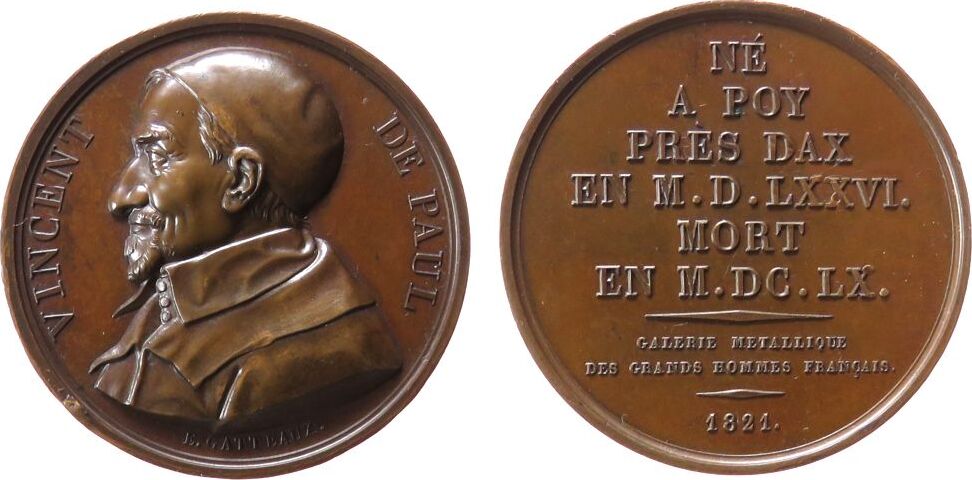 VINCENT DE PAUL
E. GATTEAUX.
NÉ
A POY
PRÈS DAX
EN M.D.LXXVI.
MORT
EN M.DC.LX.
GALERIE METALLIQUE
DES GRANDS HOMMES FRANÇAIS.
1821.